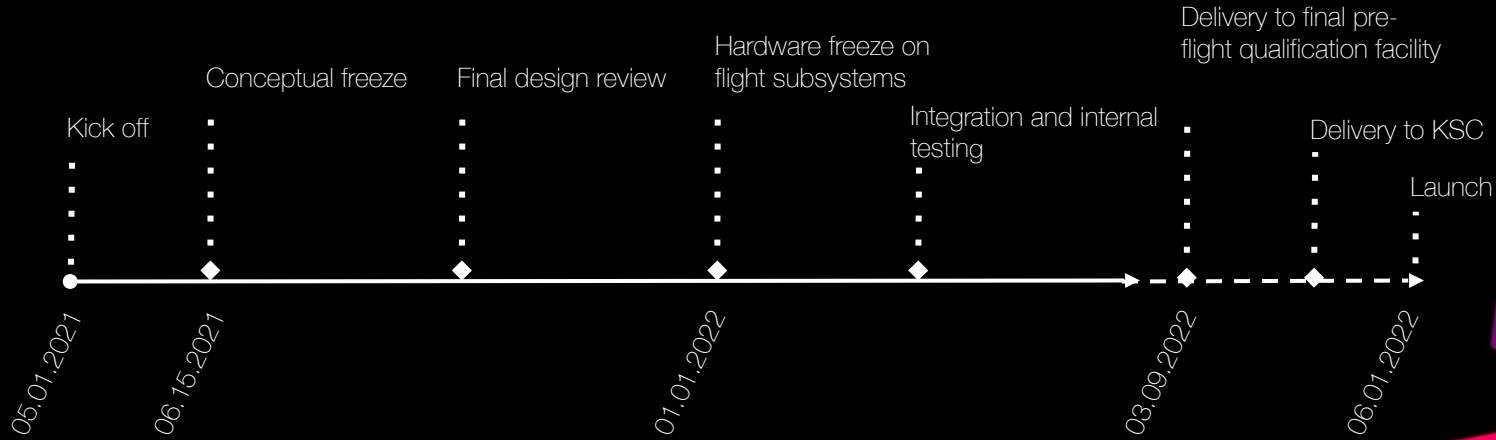 Kick off
Conceptual freeze
Final design review
Hardware freeze on
flight subsystems
Integration and internal
testing
Delivery to final pre-
flight qualification facility
Delivery to KSC
Launch
05.01.2021
06.15.2021
01.01.2022
03.09.2022
06.01.2022